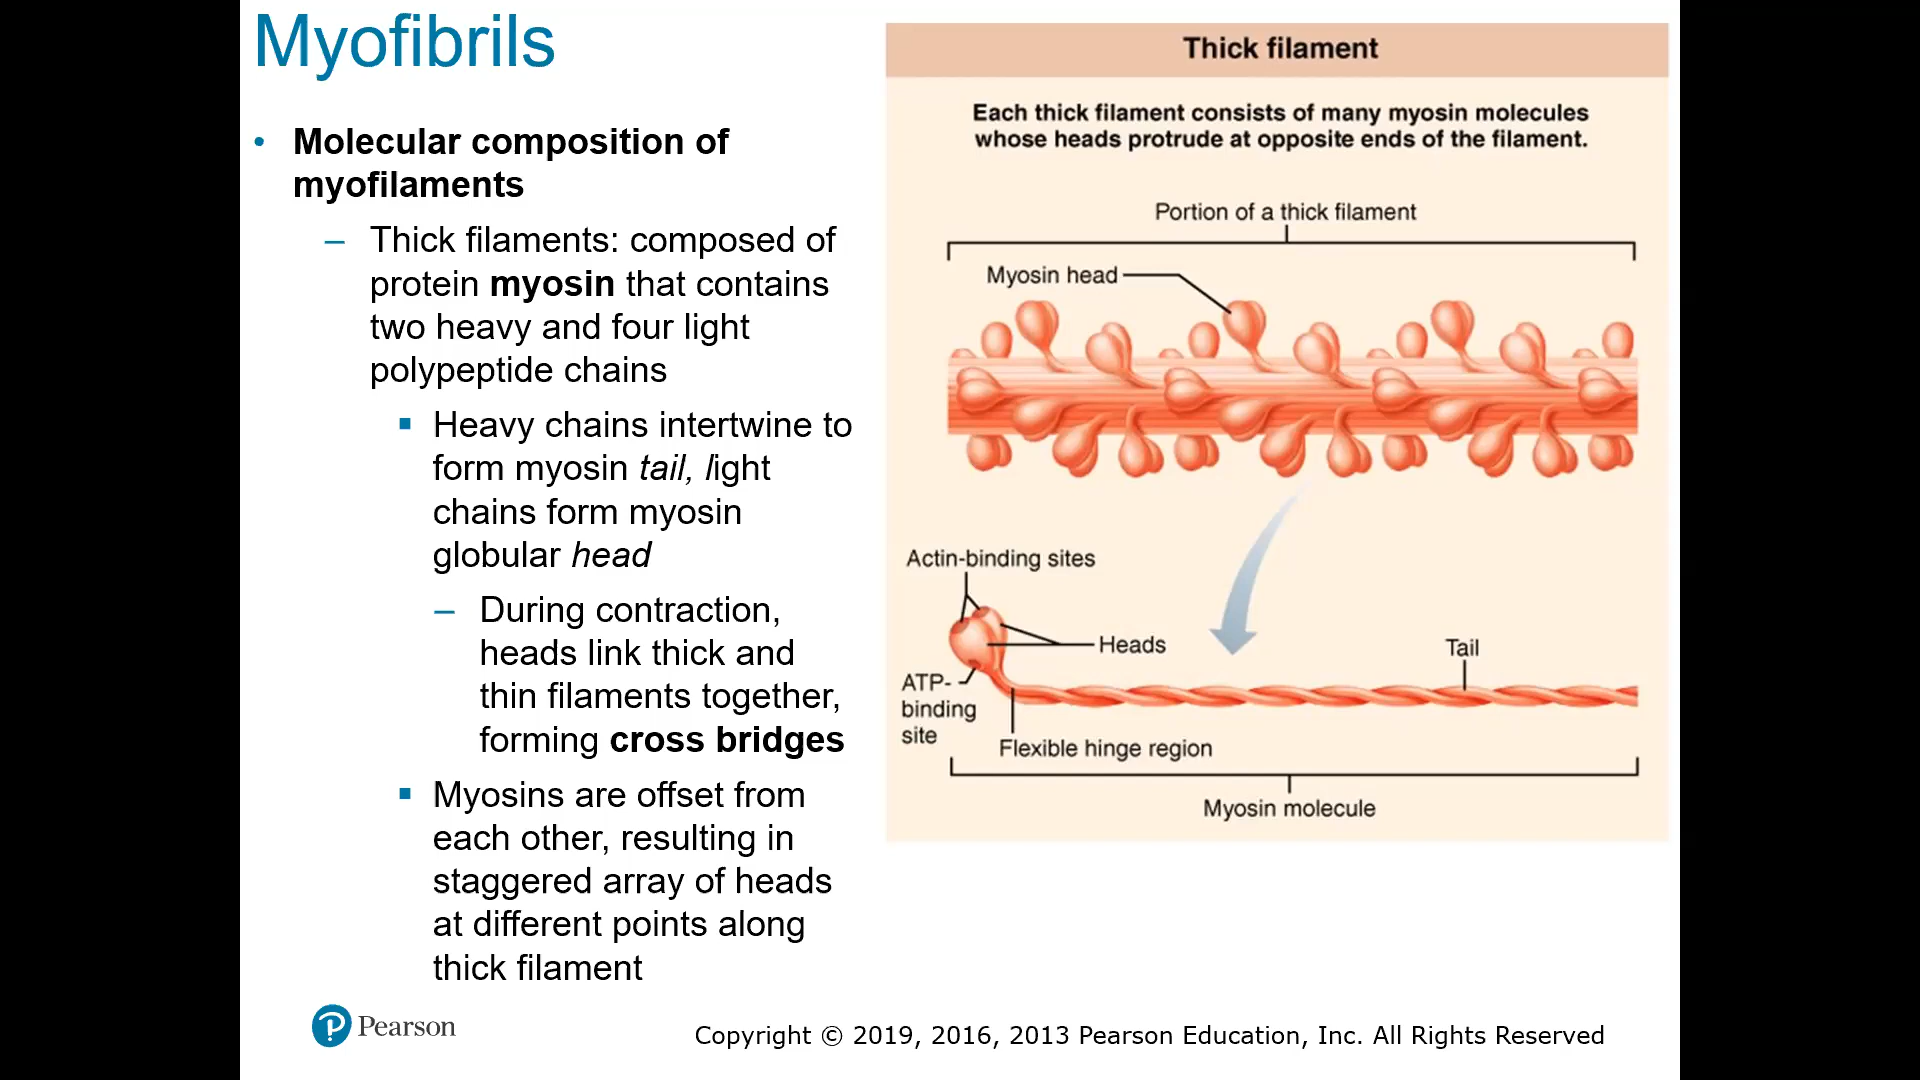 Myofibrils
• Molecular composition of
myofilaments
– Thick filaments: composed of
protein myosin that contains
two heavy and four light
polypeptide chains
▪ Heavy chains intertwine to
form myosin tail, light
chains form myosin
globular head
– During contraction,
heads link thick and
thin filaments together,
forming cross bridges
▪ Myosins are offset from
each other, resulting in
staggered array of heads
at different points along
thick filament
Thick filament
Each thick filament consists of many myosin molecules
whose heads protrude at opposite ends of the filament.
Portion of a thick filament
Myosin head
Actin-binding sites
Heads
Tail
ATP-
binding
site
Flexible hinge region
Myosin molecule
Pearson
Copyright © 2019, 2016, 2013 Pearson Education, Inc. All Rights Reserved